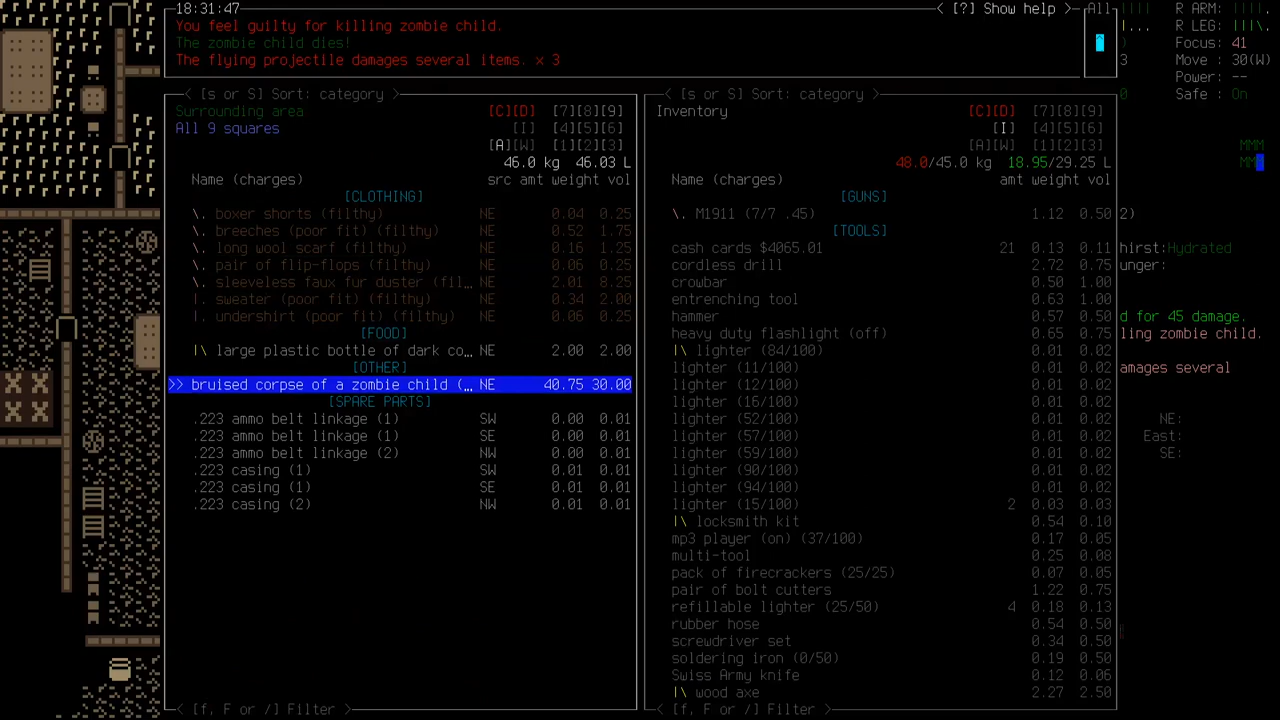 18:31:47 < [?] Show help > All R ARM: ||||.
You feel guilty for killing zombie child. R LEG: |||\.
The zombie child dies! Focus: 41
The flying projectile damages several items. x 3 3 Move : 30(W)
Power: --
0 Safe : On
< [s or S] Sort: category > < [s or S] Sort: category >
Surrounding area [C][D] [7][8][9] Inventory [C][D] [7][8][9]
All 9 squares [I] [4][5][6] [I] [4][5][6]
[A][W] [1][2][3] [A][W] [1][2][3] MMM
46.0 kg 46.03 L 48.0/45.0 kg 18.95/29.25 L MM
Name (charges) src amt weight vol Name (charges) amt weight vol
[CLOTHING] [GUNS]
\. boxer shorts (filthy) NE 0.04 0.25 \. M1911 (7/7 .45) 1.12 0.50 2)
\. breeches (poor fit) (filthy) NE 0.52 1.75 [TOOLS]
\. long wool scarf (filthy) NE 0.16 1.25 cash cards $4065.01 21 0.13 0.11 hirst:Hydrated
\. pair of flip-flops (filthy) NE 0.06 0.25 cordless drill 2.72 0.75 unger:
\. sleeveless faux fur duster (fil… NE 2.01 8.25 crowbar 0.50 1.00
|. sweater (poor fit) (filthy) NE 0.34 2.00 entrenching tool 0.63 1.00
|. undershirt (poor fit) (filthy) NE 0.06 0.25 hammer 0.57 0.50 d for 45 damage.
[FOOD] heavy duty flashlight (off) 0.65 0.75 lling zombie child.
|\ large plastic bottle of dark co… NE 2.00 2.00 |\ lighter (84/100) 0.01 0.02
[OTHER] lighter (11/100) 0.01 0.02 amages several
>> bruised corpse of a zombie child (… NE 40.75 30.00 lighter (12/100) 0.01 0.02
[SPARE PARTS] lighter (16/100) 0.01 0.02
.223 ammo belt linkage (1) SW 0.00 0.01 lighter (52/100) 0.01 0.02 NE:
.223 ammo belt linkage (1) SE 0.00 0.01 lighter (57/100) 0.01 0.02 East:
.223 ammo belt linkage (2) NW 0.00 0.01 lighter (59/100) 0.01 0.02 SE:
.223 casing (1) SW 0.01 0.01 lighter (90/100) 0.01 0.02
.223 casing (1) SE 0.01 0.01 lighter (94/100) 0.01 0.02
.223 casing (2) NW 0.01 0.01 lighter (15/100) 2 0.03 0.03
|\ locksmith kit 0.54 0.10
mp3 player (on) (37/100) 0.17 0.05
multi-tool 0.25 0.08
pack of firecrackers (25/25) 0.07 0.05
pair of bolt cutters 1.22 0.75
refillable lighter (25/50) 4 0.18 0.13
rubber hose 0.54 0.50
screwdriver set 0.34 0.50
soldering iron (0/50) 0.19 0.50
Swiss Army knife 0.12 0.06
|\ wood axe 2.27 2.50
< [f, F or /] Filter > < [f, F or /] Filter >